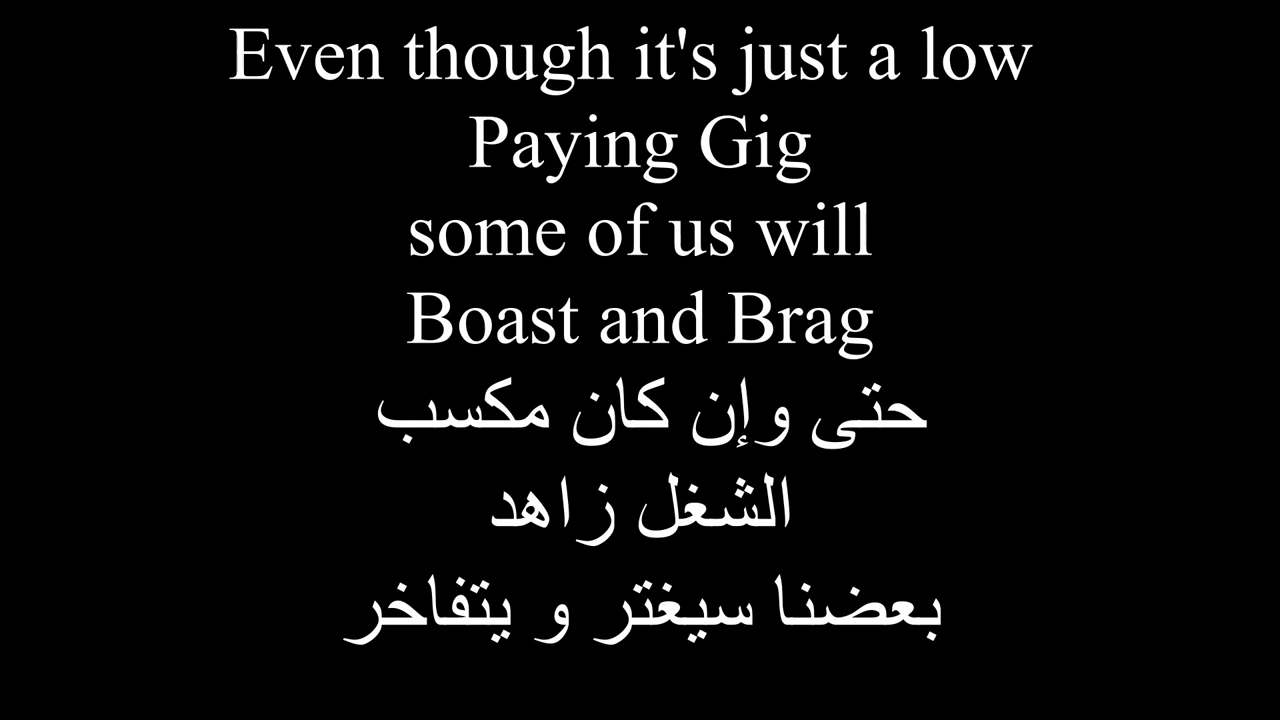 Even though it's just a low
Paying Gig
some of us will
Boast and Brag
حتى وإن كان مكسب
الشغل زاهد
بعضنا سيغتر و يتفاخر